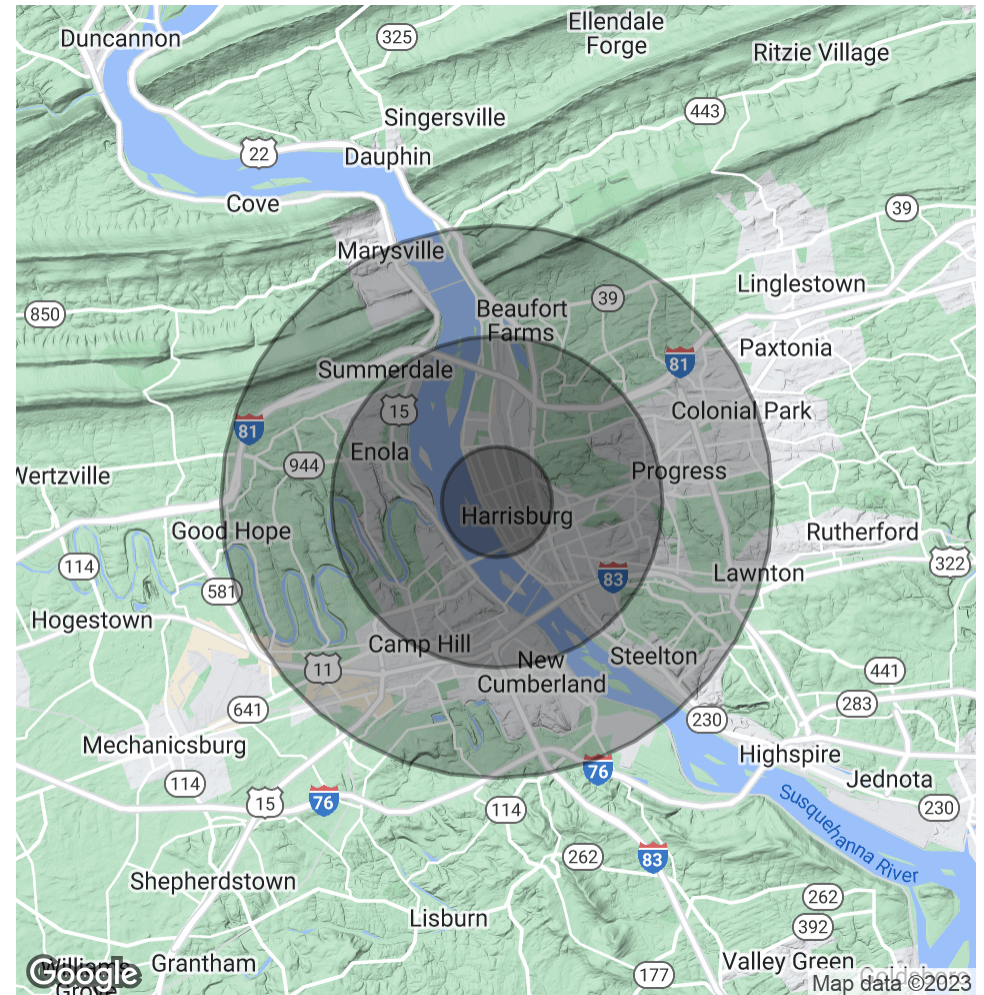 Duncannon
325
Ellendale
Forge
Ritzie Village
443
Singersville
22
Dauphin
Cove
39
Marysville
Linglestown
39
Beaufort
Farms
850
Paxtonia
81
Summerdale
15
Colonial Park
81
Enola
944
Progress
Wertzville
Harrisburg
Good Hope
Rutherford
322
114
83
Lawnton
581
Hogestown
Camp Hill
11
New
Cumberland
Steelton
441
283
641
230
Mechanicsburg
Highspire
76
Jednota
114
15
76
114
230
Susquehanna River
262
83
Shepherdstown
262
Lisburn
392
Grantham
Valley Green
177
Williams
Grove
Google
Goldsboro
Map data ©2023